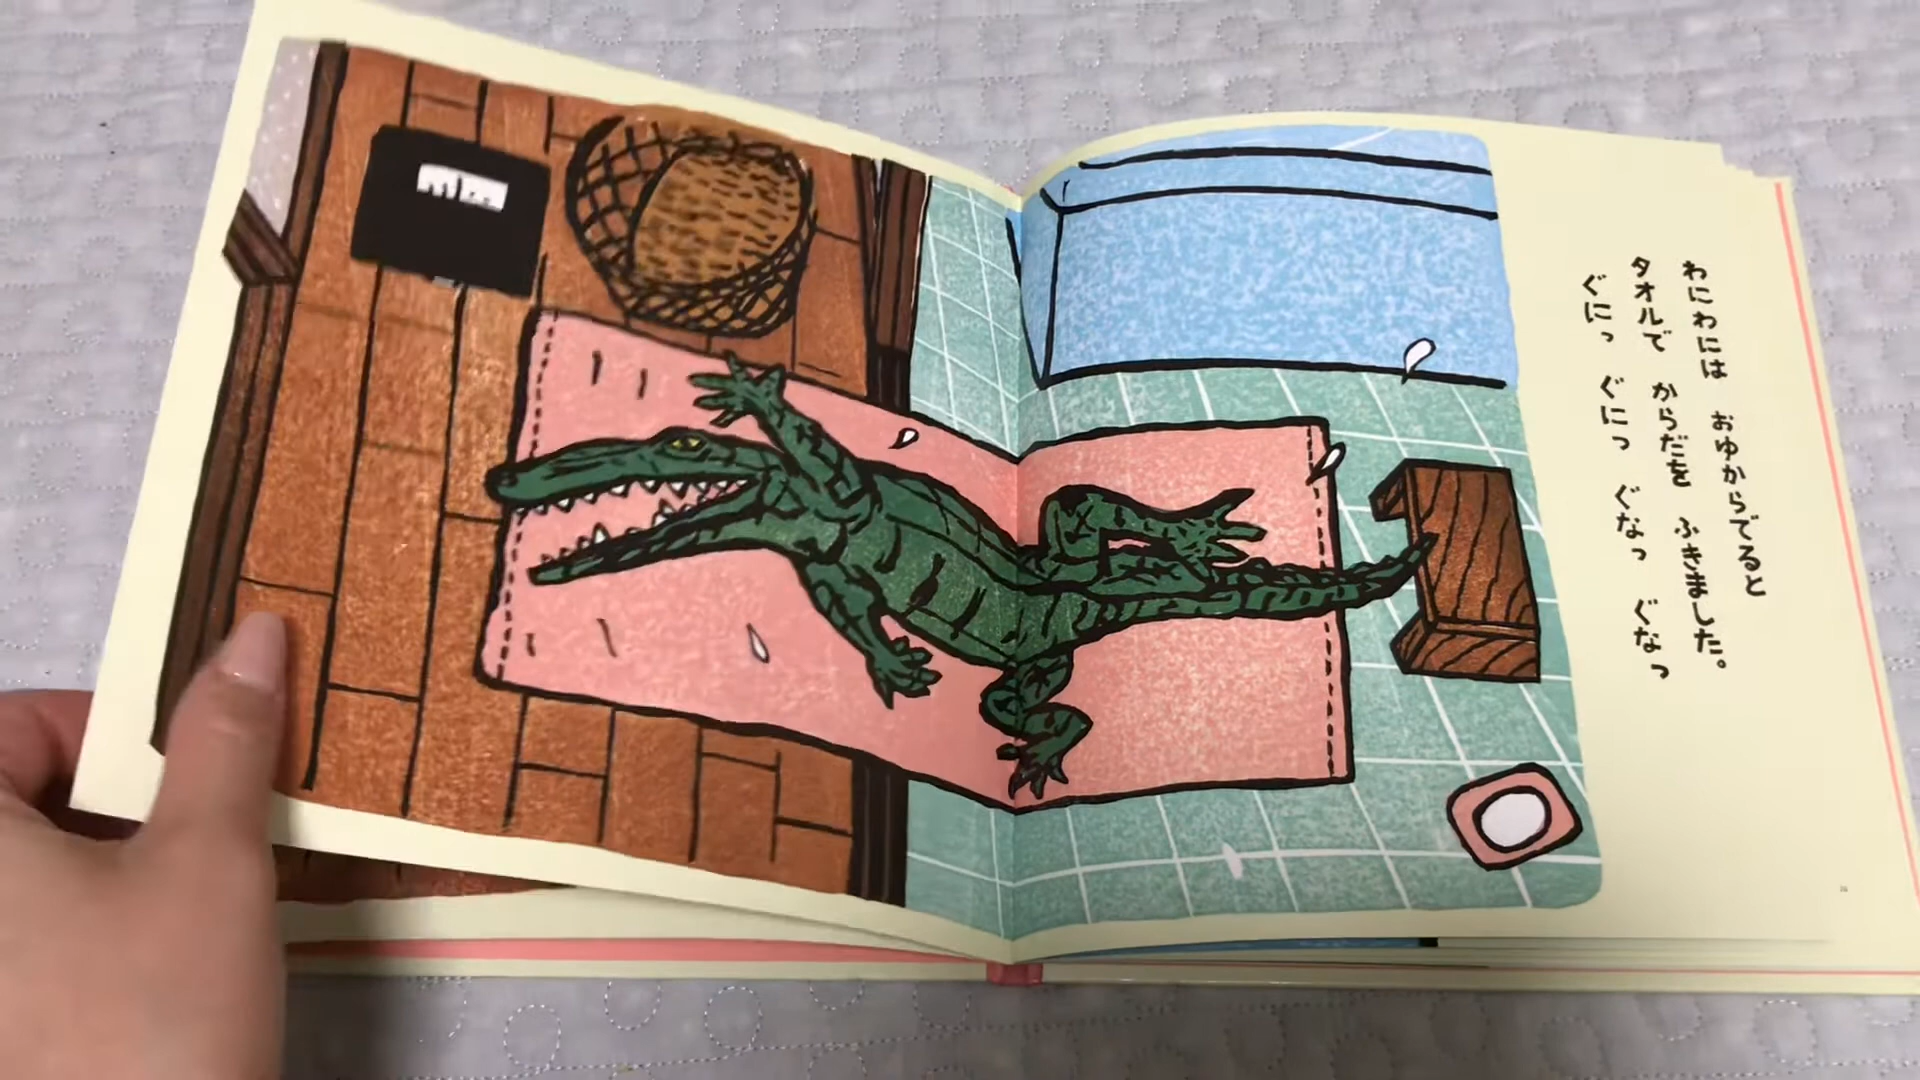 わにわには おゆからでると
タオルで からだを ふきました。
ぐにっ ぐにっ ぐなっ ぐなっ